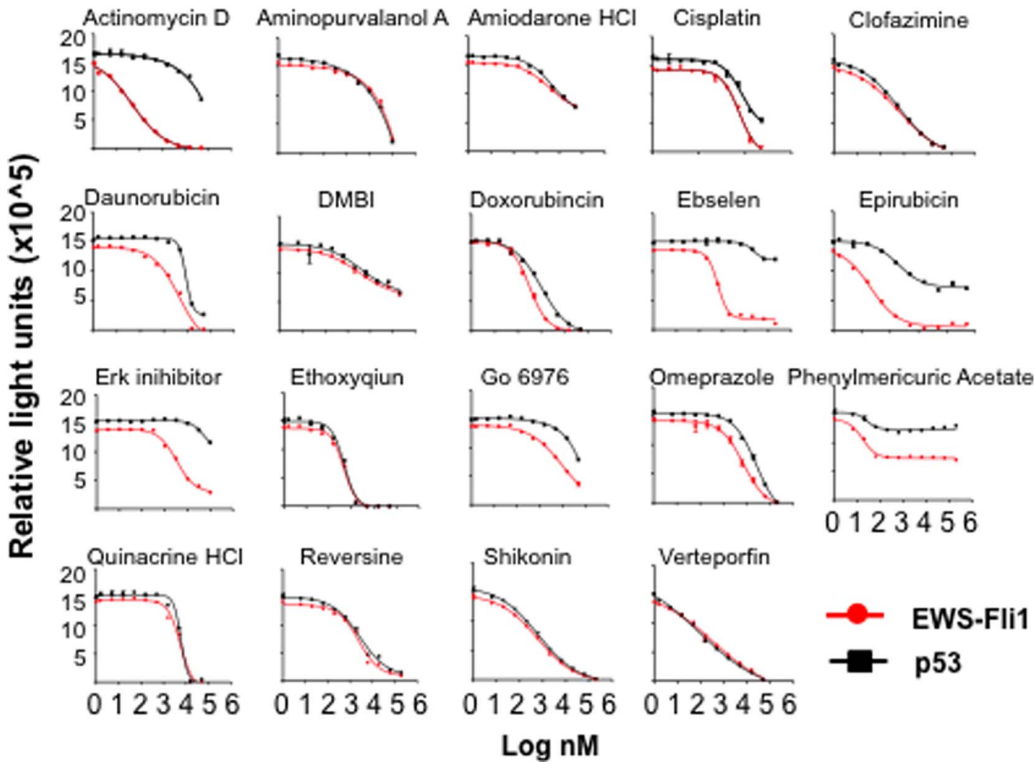 Actinomycin D Aminopurvalanol A Amiodarone HCl Cisplatin Clofazimine
20
15
10
5
Daunorubicin DMBI Doxorubincin Ebselen Epirubicin
20
15
10
5
Erk inihibitor Ethoxyqiun Go 6976 Omeprazole Phenylmericuric Acetate
20
15
10
5
0 1 2 3 4 5 6
Quinacrine HCl Reversine Shikonin Verteporfin
20
15
10
5
0 1 2 3 4 5 6 0 1 2 3 4 5 6 0 1 2 3 4 5 6 0 1 2 3 4 5 6
Relative light units (x10^5)
Log nM
EWS-Fli1
p53